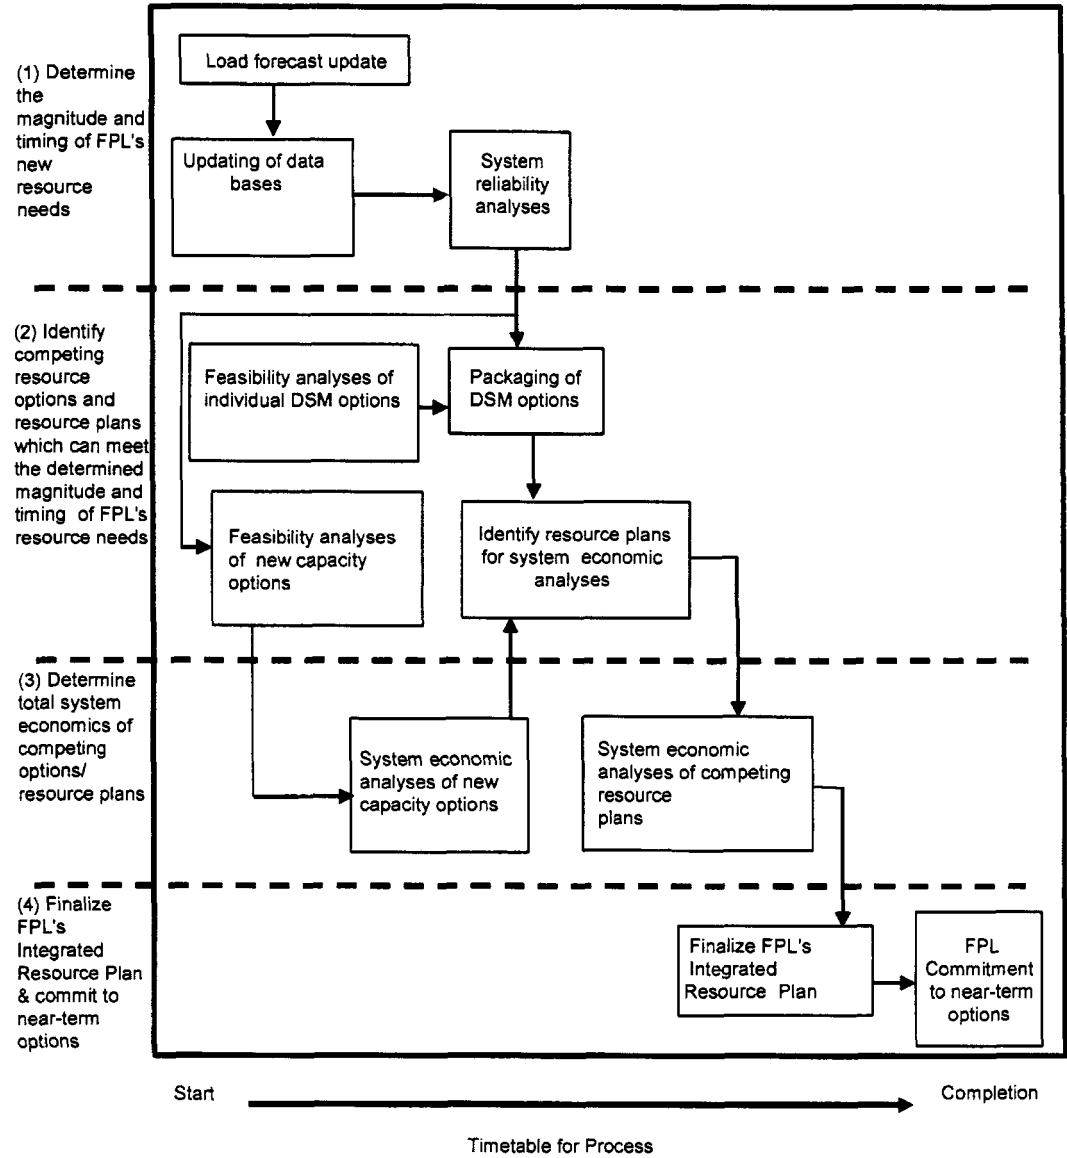 (1) Determine
the
magnitude and
timing of FPL's
new
resource
needs
Load forecast update
Updating of data
bases
System
reliability
analyses
(2) Identify
competing
resource
options and
resource plans
which can meet
the determined
magnitude and
timing of FPL's
resource needs
Feasibility analyses of
individual DSM options
Packaging of
DSM options
Feasibility analyses
of new capacity
options
Identify resource plans
for system economic
analyses
(3) Determine
total system
economics of
competing
options/
resource plans
System economic
analyses of new
capacity options
System economic
analyses of competing
resource
plans
(4) Finalize
FPL's
Integrated
Resource Plan
& commit to
near-term
options
Finalize FPL's
Integrated
Resource Plan
FPL
Commitment
to near-term
options
Start
Completion
Timetable for Process